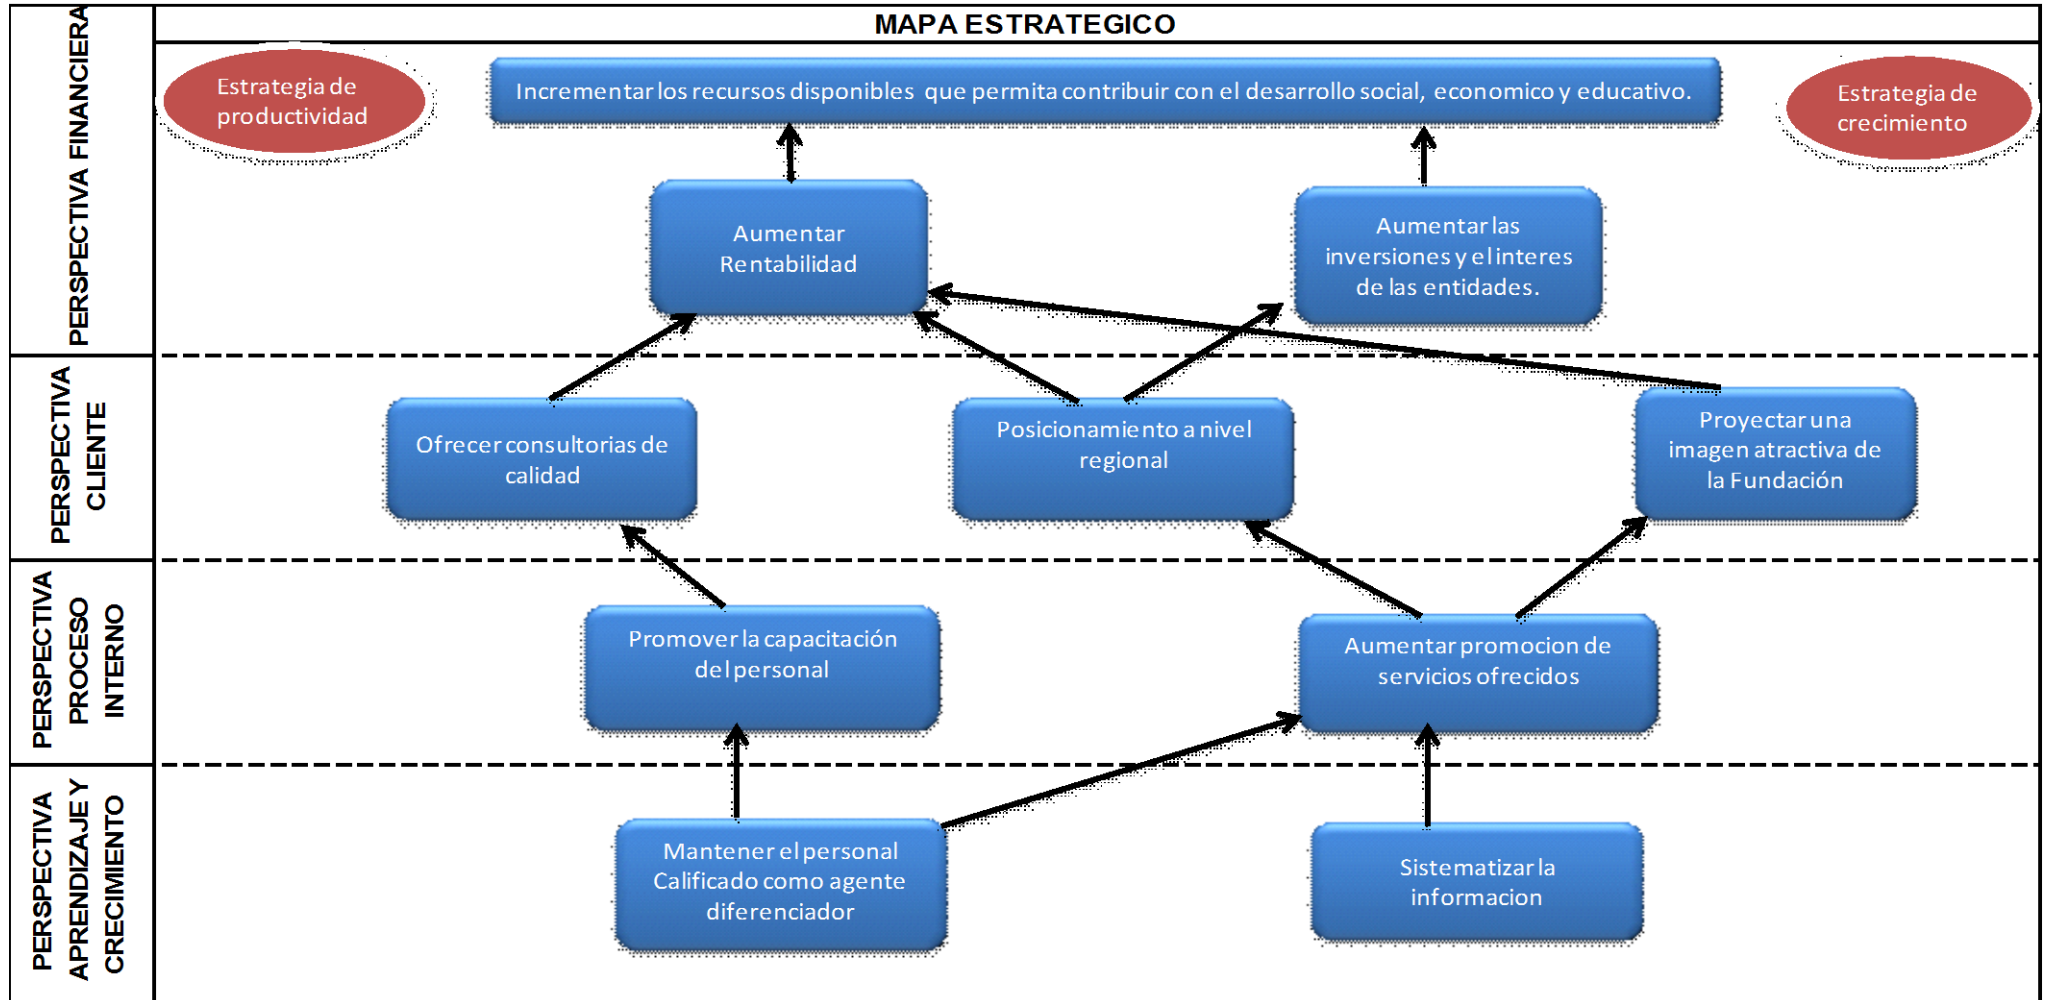 MAPA ESTRATEGICO
PERSPECTIVA FINANCIERA
Estrategia de
productividad
Incrementar los recursos disponibles que permita contribuir con el desarrollo social, economico y educativo.
Estrategia de
crecimiento
Aumentar
Rentabilidad
Aumentar las
inversiones y el interes
de las entidades.
PERSPECTIVA
CLIENTE
Ofrecer consultorias de
calidad
Posicionamiento a nivel
regional
Proyectar una
imagen atractiva de
la Fundación
PERSPECTIVA
PROCESO
INTERNO
Promover la capacitación
del personal
Aumentar promocion de
servicios ofrecidos
PERSPECTIVA
APRENDIZAJE Y
CRECIMIENTO
Mantener el personal
Calificado como agente
diferenciador
Sistematizar la
informacion